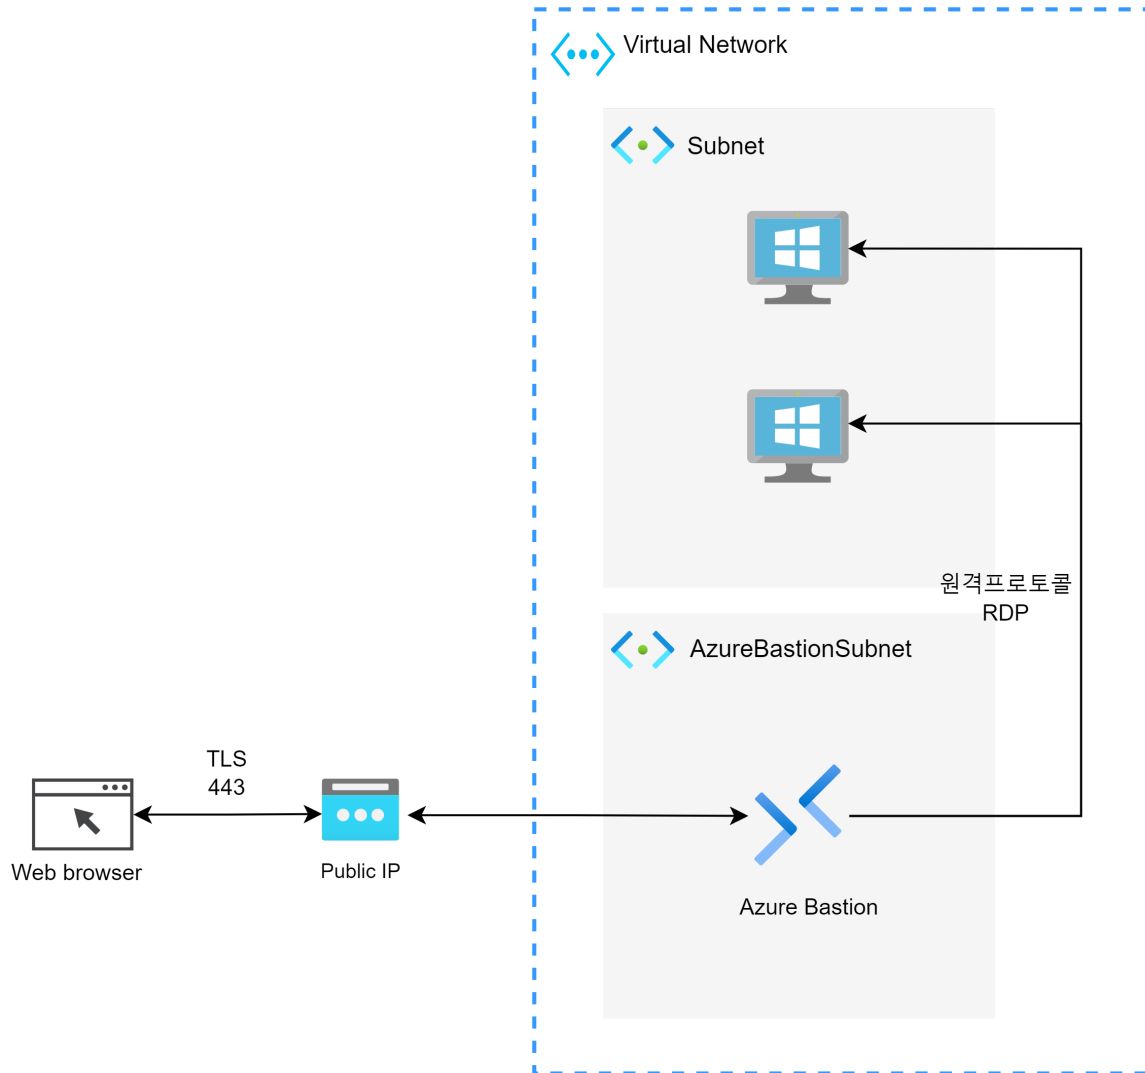 Virtual Network
Subnet
원격프로토콜
RDP
AzureBastionSubnet
TLS
443
Web browser
Public IP
Azure Bastion